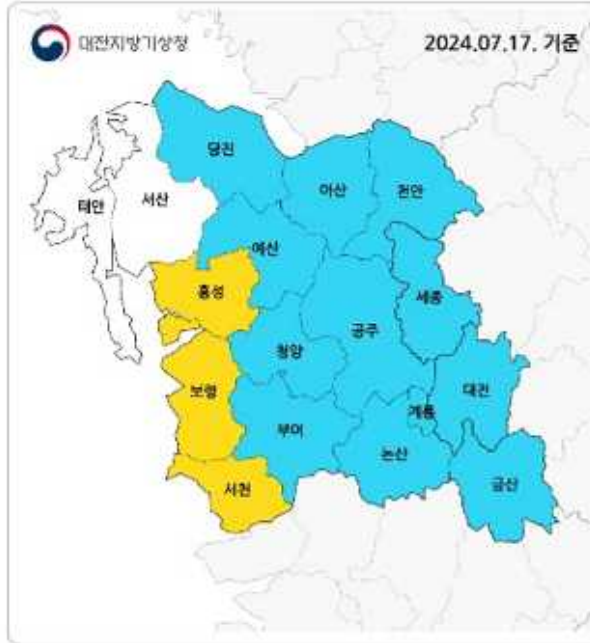 대전지방기상청
2024.07.17. 기준
당진
아산
천안
태안
서산
예산
홍성
세종
공주
청양
보령
대전
계룡
부여
논산
서천
금산